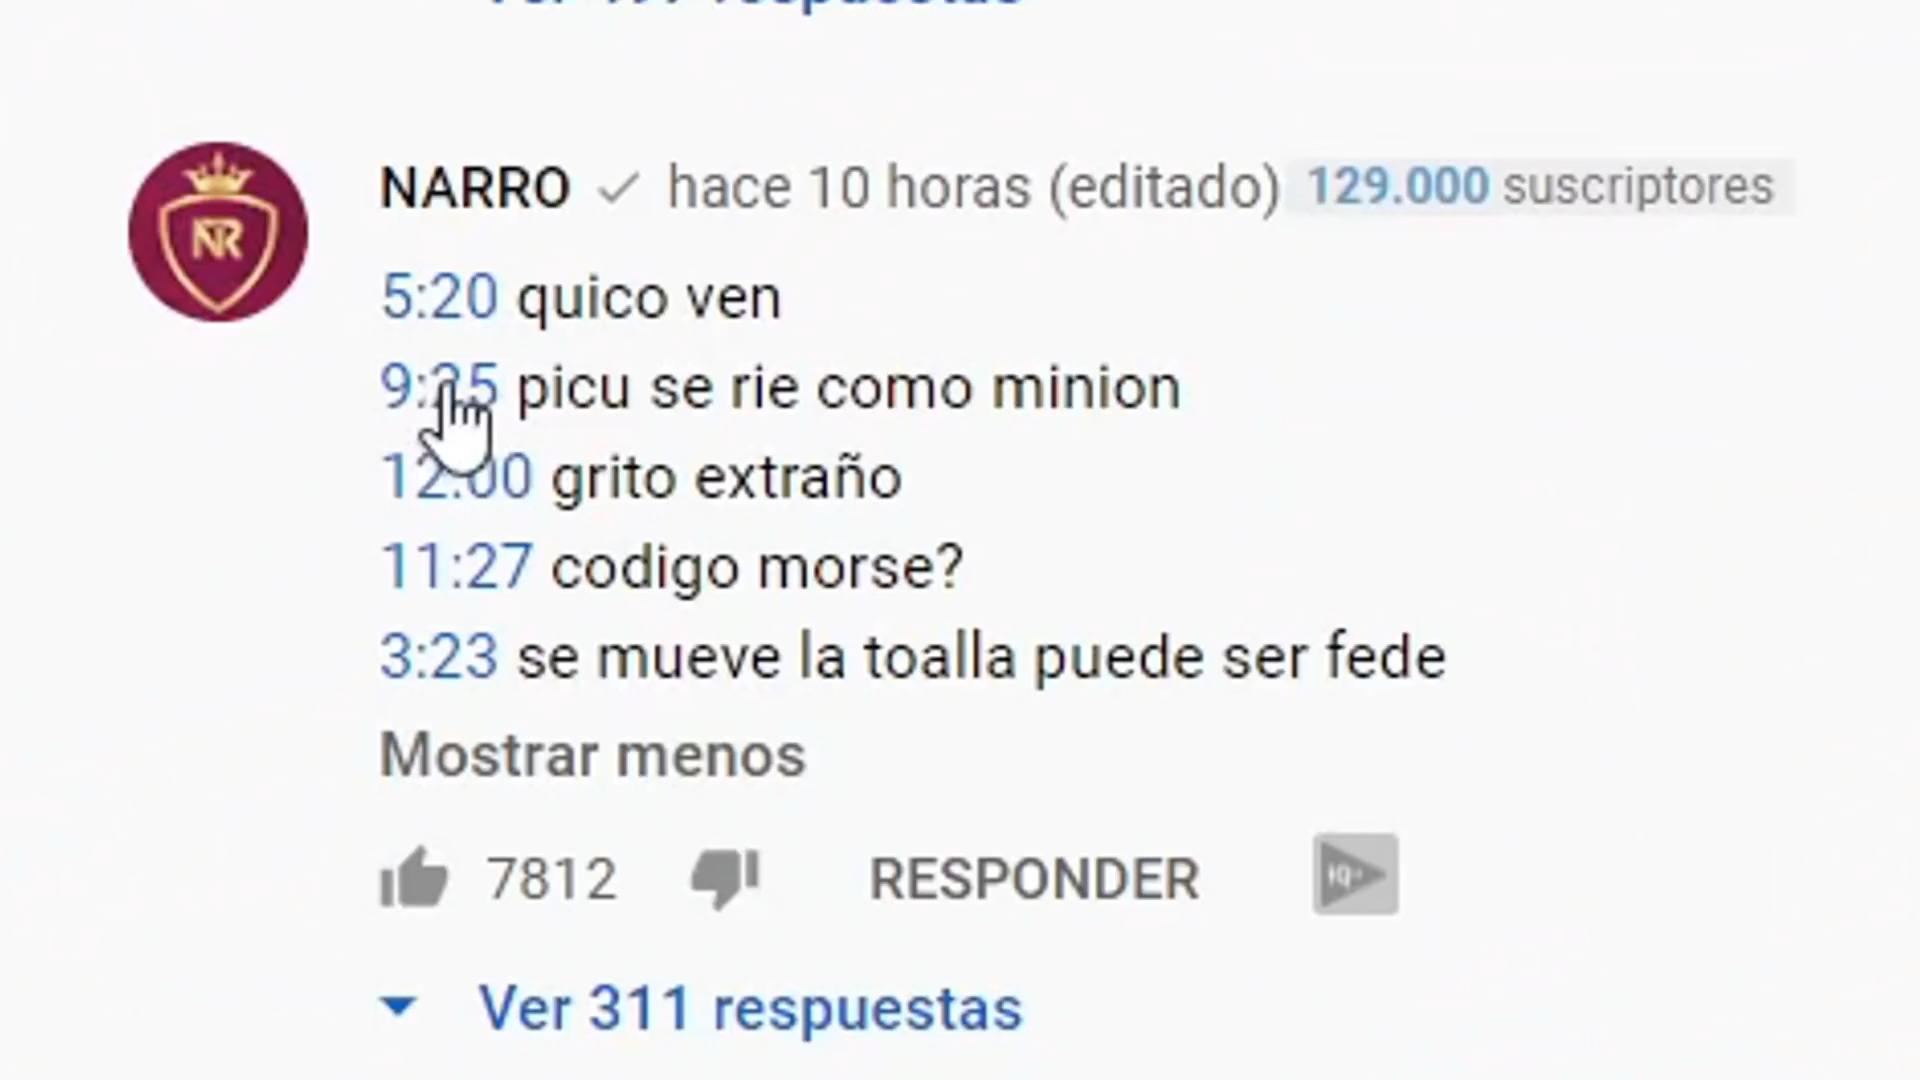 respuestas
NR
NARRO hace 10 horas (editado) 129.000 suscriptores
5:20 quico ven
picu se rie como minion
12:00 grito extraño
11:27 codigo morse?
3:23 se mueve la toalla puede ser fede
Mostrar menos
7812 RESPONDER
Ver 311 respuestas